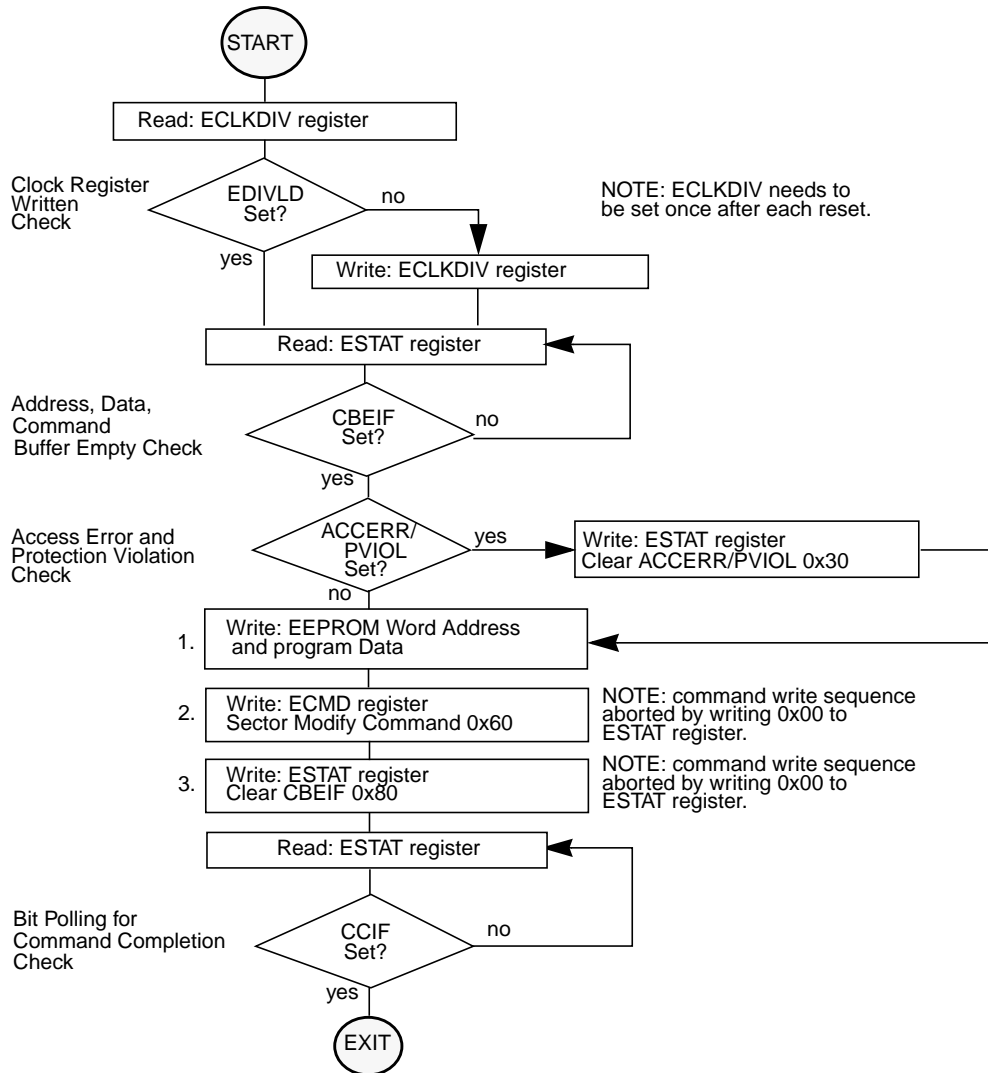 START
Read: ECLKDIV register
Clock Register
Written
Check
EDIVLD
Set?
no
yes
NOTE: ECLKDIV needs to
be set once after each reset.
Write: ECLKDIV register
Read: ESTAT register
Address, Data,
Command
Buffer Empty Check
CBEIF
Set?
no
yes
Access Error and
Protection Violation
Check
ACCERR/
PVIOL
Set?
yes
no
Write: ESTAT register
Clear ACCERR/PVIOL 0x30
1.
Write: EEPROM Word Address
and program Data
2.
Write: ECMD register
Sector Modify Command 0x60
NOTE: command write sequence
aborted by writing 0x00 to
ESTAT register.
3.
Write: ESTAT register
Clear CBEIF 0x80
NOTE: command write sequence
aborted by writing 0x00 to
ESTAT register.
Read: ESTAT register
Bit Polling for
Command Completion
Check
CCIF
Set?
no
yes
EXIT